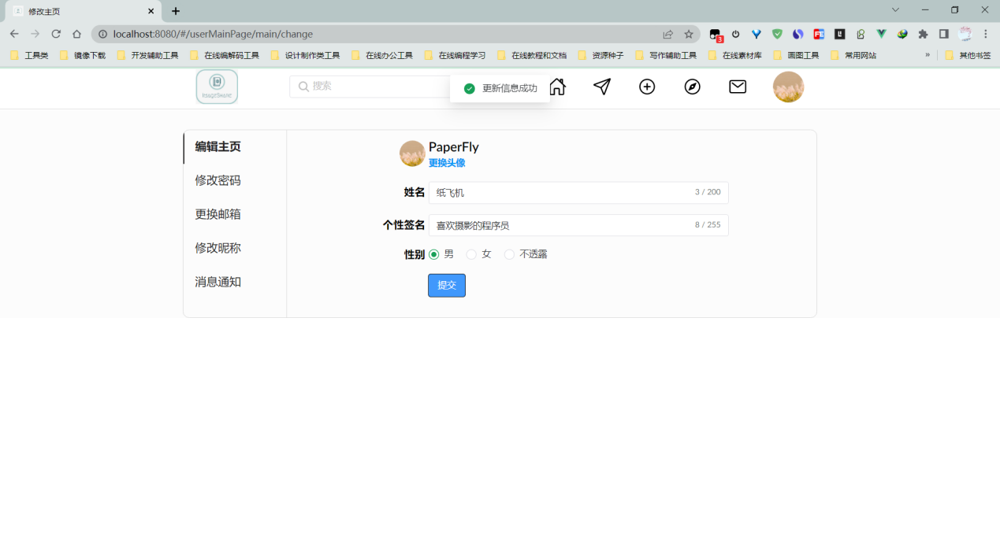 修改主页
localhost:8080/#/userMainPage/main/change
3
工具类 镜像下载 开发辅助工具 在线编解码工具 设计制作类工具 在线办公工具 在线编程学习 在线教程和文档 资源种子 写作辅助工具 在线素材库 画图工具 常用网站 » 其他书签
ImageShare
搜索
更新信息成功
编辑主页
修改密码
更换邮箱
修改昵称
消息通知
PaperFly
更换头像
姓名 纸飞机 3 / 200
个性签名 喜欢摄影的程序员 8 / 255
性别 男 女 不透露
提交